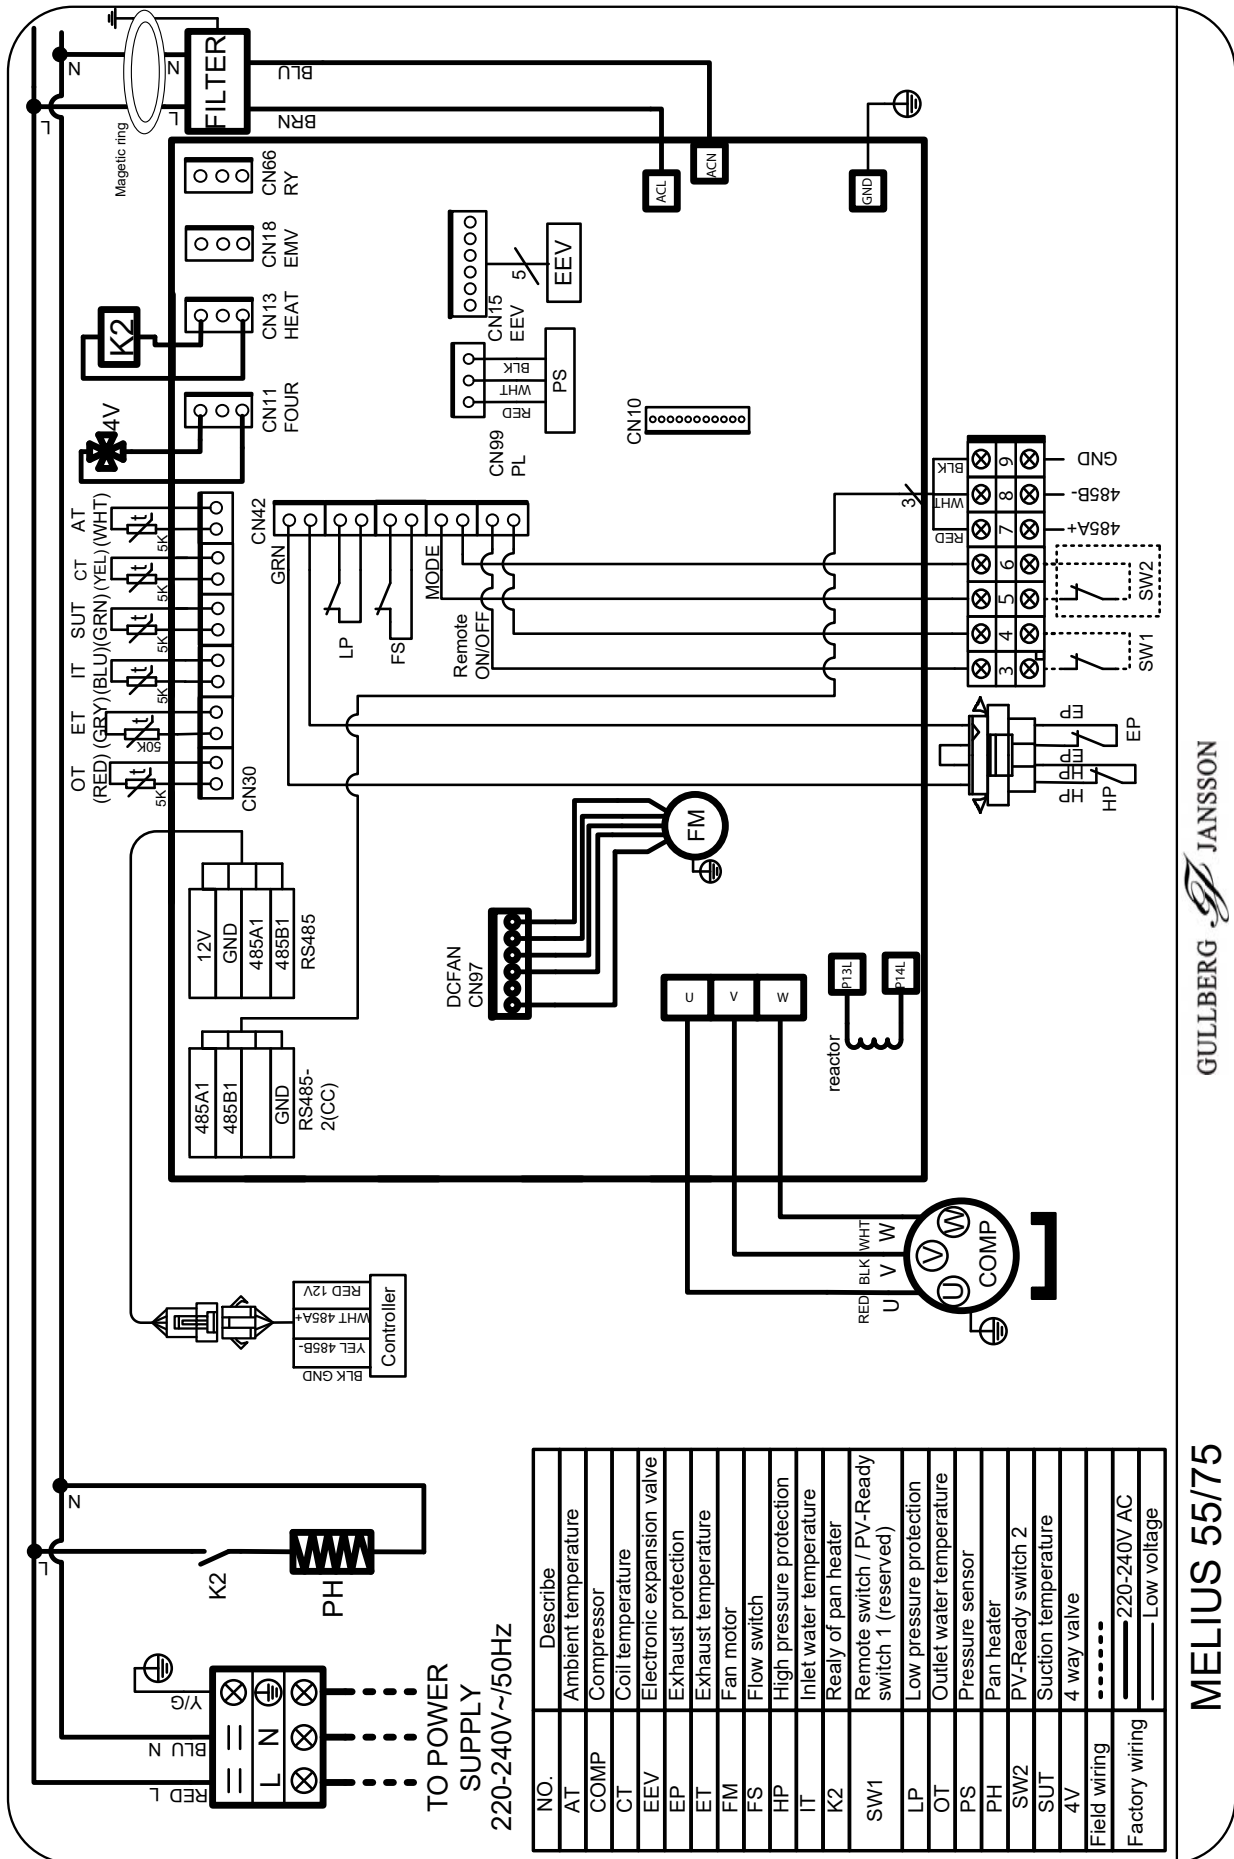 L
N
Magetic ring
L
N
FILTER
BRN
BLU
ACL
ACN
GND
CN66
RY
CN18
EMV
CN13
HEAT
CN11
FOUR
K2
4V
CN15
EEV
5
EEV
CN99
PL
RED
WHT
BLK
PS
CN10
AT
(WHT)
CT
(YEL)
SUT
(GRN)
IT
(BLU)
ET
(GRY)
OT
(RED)
t
5K
t
5K
t
5K
t
5K
t
50K
t
5K
CN30
CN42
GRN
LP
FS
MODE
Remote
ON/OFF
3
RED
WHT
BLK
3
4
5
6
7
8
9
485A+
485B-
GND
SW1
SW2
HP
HP
EP
EP
HP
EP
12V
GND
485A1
485B1
RS485
485A1
485B1
GND
RS485-
2(CC)
DCFAN
CN97
FM
U
V
W
P13L
P14L
reactor
RED
BLK
WHT
U
V
W
U
V
W
COMP
RED 12V
WHT 485A+
YEL 485B-
BLK GND
Controller
L
N
K2
PH
RED L
BLU N
Y/G
L
N
TO POWER
SUPPLY
220-240V~/50Hz
NO. Describe
AT Ambient temperature
COMP Compressor
CT Coil temperature
EEV Electronic expansion valve
EP Exhaust protection
ET Exhaust temperature
FM Fan motor
FS Flow switch
HP High pressure protection
IT Inlet water temperature
K2 Realy of pan heater
SW1 Remote switch / PV-Ready
switch 1 (reserved)
LP Low pressure protection
OT Outlet water temperature
PS Pressure sensor
PH Pan heater
SW2 PV-Ready switch 2
SUT Suction temperature
4V 4 way valve
Field wiring
Factory wiring 220-240V AC
Low voltage
MELIUS 55/75
GULLBERG JANSSON